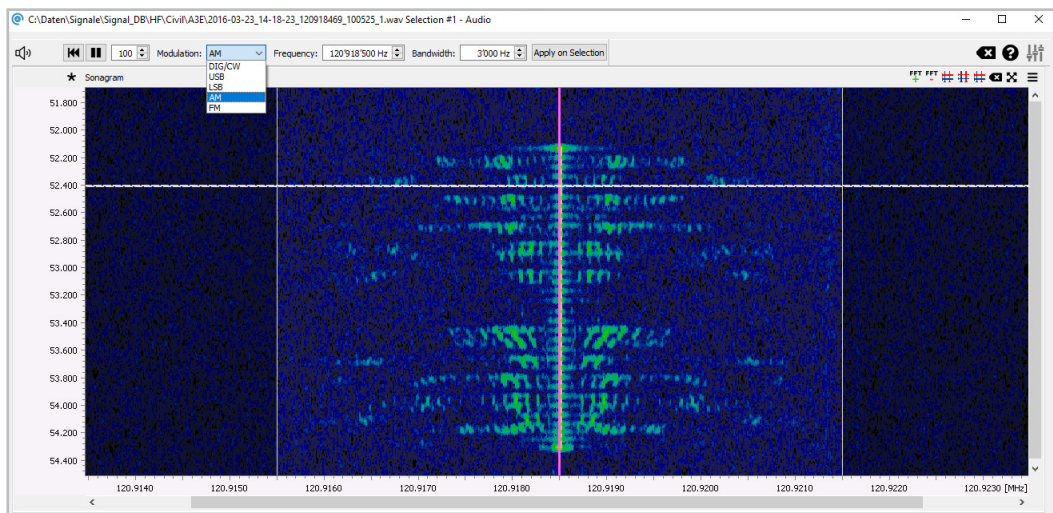 C:\Daten\Signale\Signal_DB\HF\Civil\A3E\2016-03-23_14-18-23_120918469_100525_1.wav Selection #1 - Audio
100 Modulation: AM Frequency: 120'918'500 Hz Bandwidth: 3'000 Hz Apply on Selection
DIG/CW
USB
LSB
AM
FM
Sonagram
FFT FFT
51.800
52.000
52.200
52.400
52.600
52.800
53.000
53.200
53.400
53.600
53.800
54.000
54.200
54.400
120.9140 120.9150 120.9160 120.9170 120.9180 120.9190 120.9200 120.9210 120.9220 120.9230 [MHz]